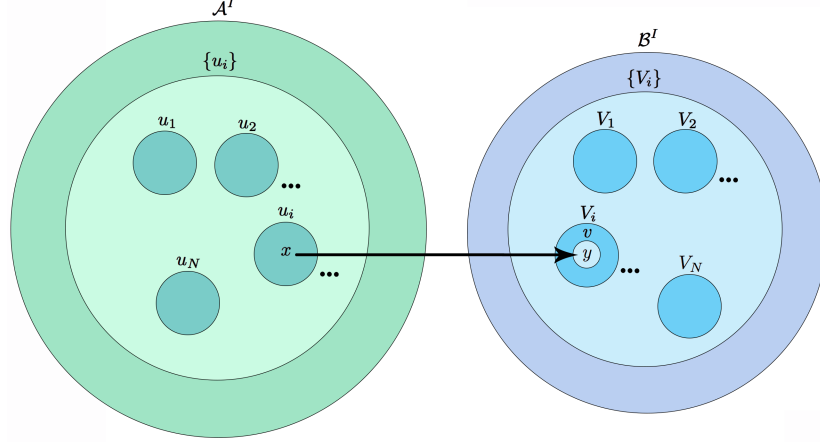 𝒜^I
{u_i}
u_1
u_2
...
u_i
x
...
u_N
ℬ^I
{V_i}
V_1
V_2
...
V_i
v
y
...
V_N